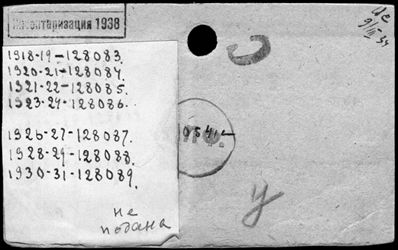 Инвентаризация 1938
1918-19-128083.
1920-21-128084.
1921-22-128085.
1923-24-128086.
1926-27-128087.
1928-29-128088.
1930-31-128089.
не
подана
У